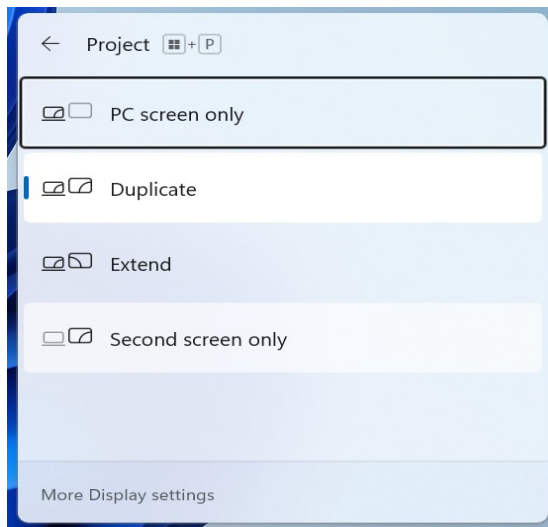 Project + P
PC screen only
Duplicate
Extend
Second screen only
More Display settings